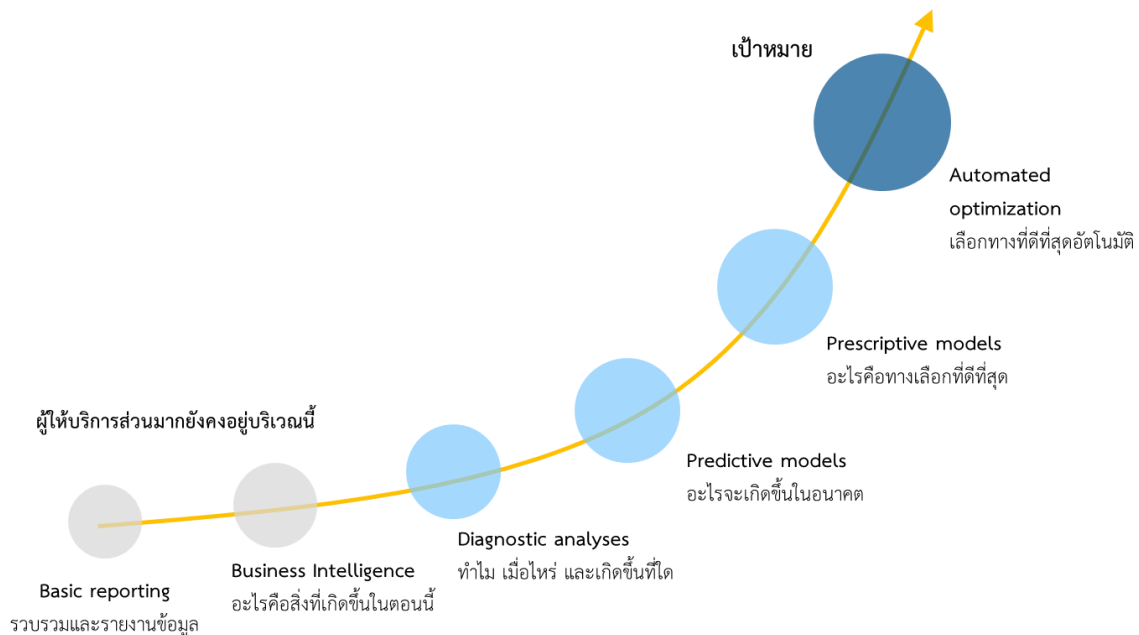 เป้าหมาย
Automated
optimization
เลือกทางที่ดีที่สุดอัตโนมัติ
Prescriptive models
อะไรคือทางเลือกที่ดีที่สุด
ผู้ให้บริการส่วนมากยังคงอยู่บริเวณนี้
Predictive models
อะไรจะเกิดขึ้นในอนาคต
Diagnostic analyses
ทำไม เมื่อไหร่ และเกิดขึ้นที่ใด
Business Intelligence
อะไรคือสิ่งที่เกิดขึ้นในตอนนี้
Basic reporting
รวบรวมและรายงานข้อมูล